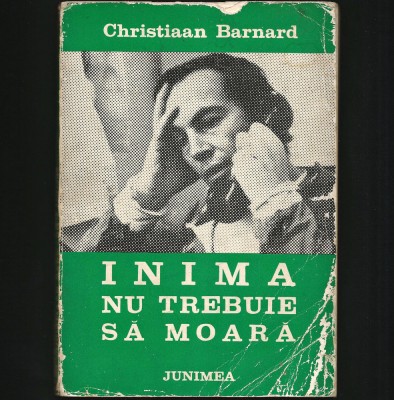 Christiaan Barnard
INIMA
NU TREBUIE
SĂ MOARĂ
JUNIMEA